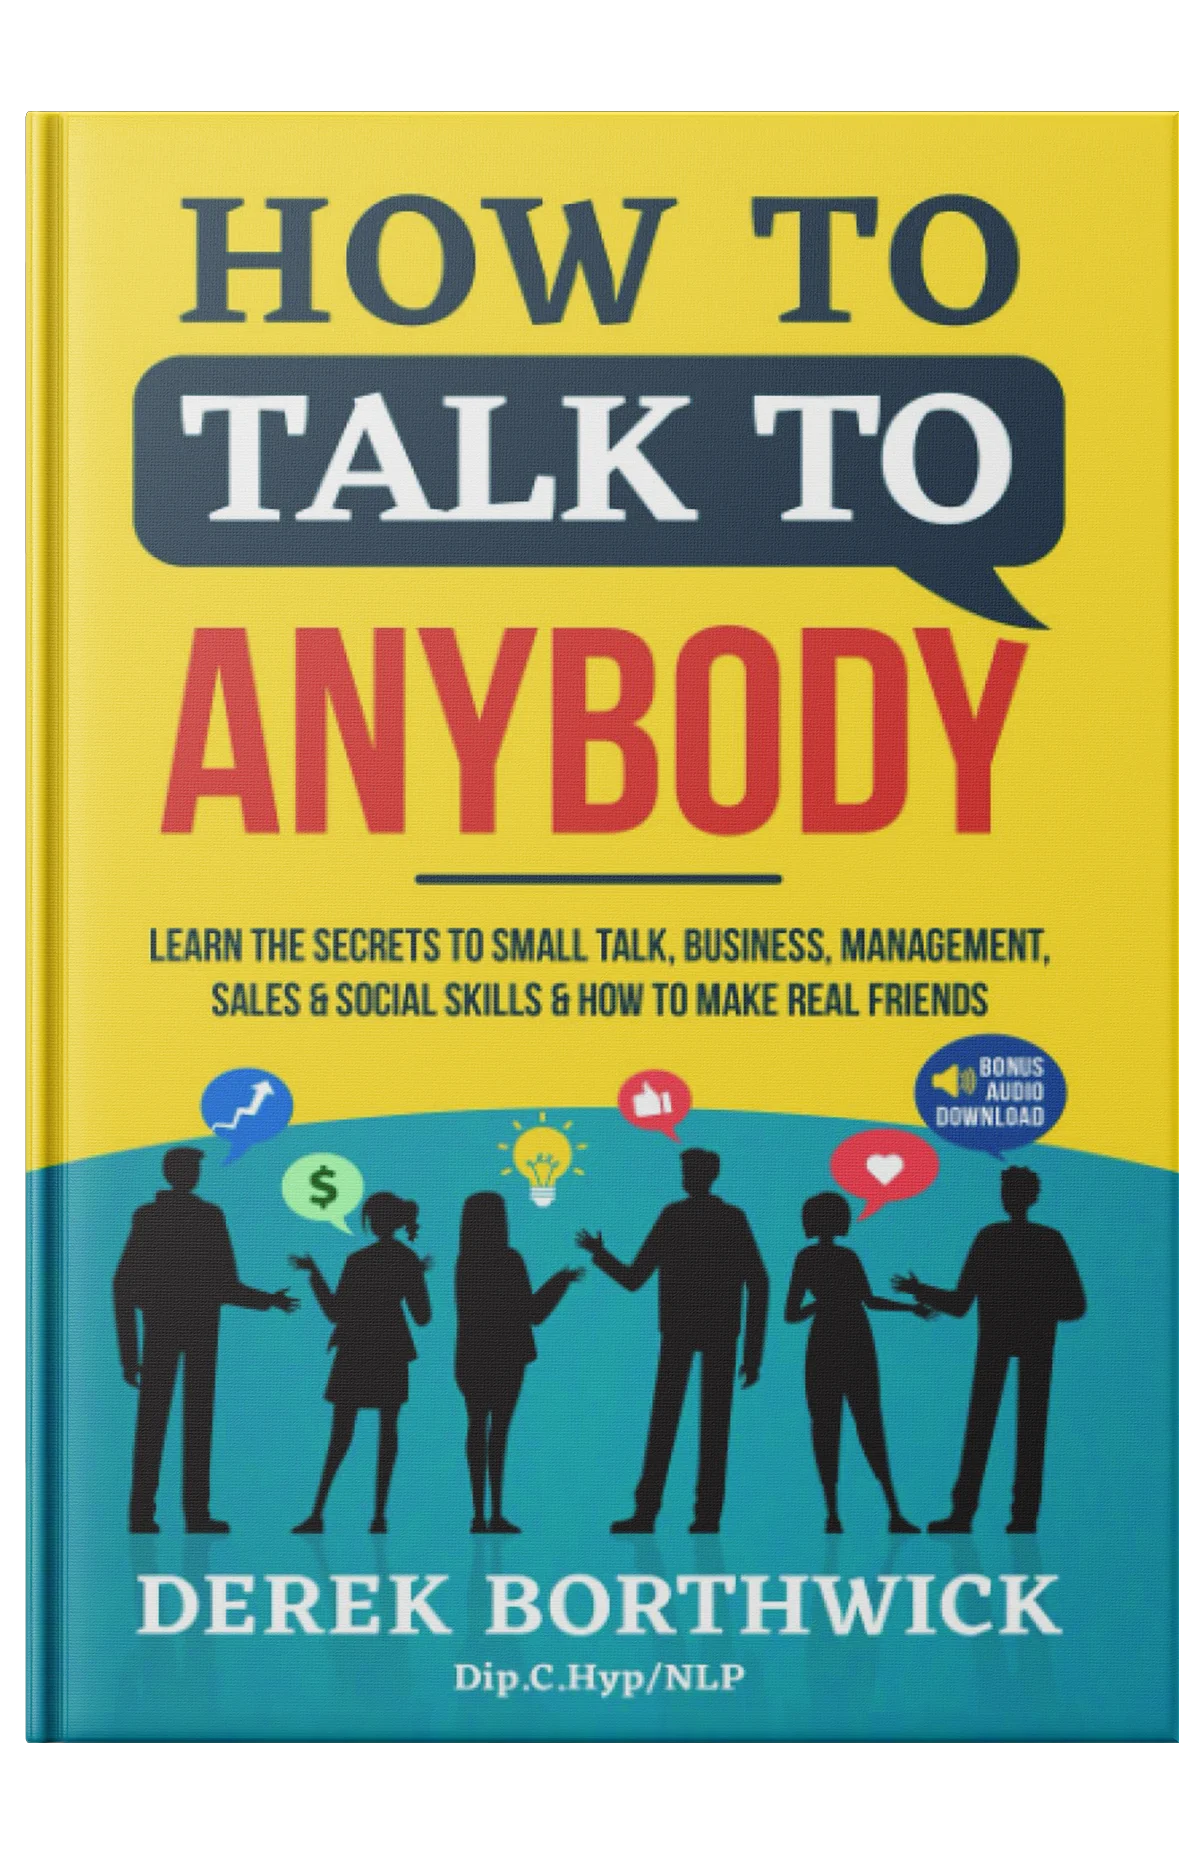 HOW TO
TALK TO
ANYBODY
LEARN THE SECRETS TO SMALL TALK, BUSINESS, MANAGEMENT,
SALES & SOCIAL SKILLS & HOW TO MAKE REAL FRIENDS
BONUS
AUDIO
DOWNLOAD
$
DEREK BORTHWICK
Dip.C.Hyp/NLP